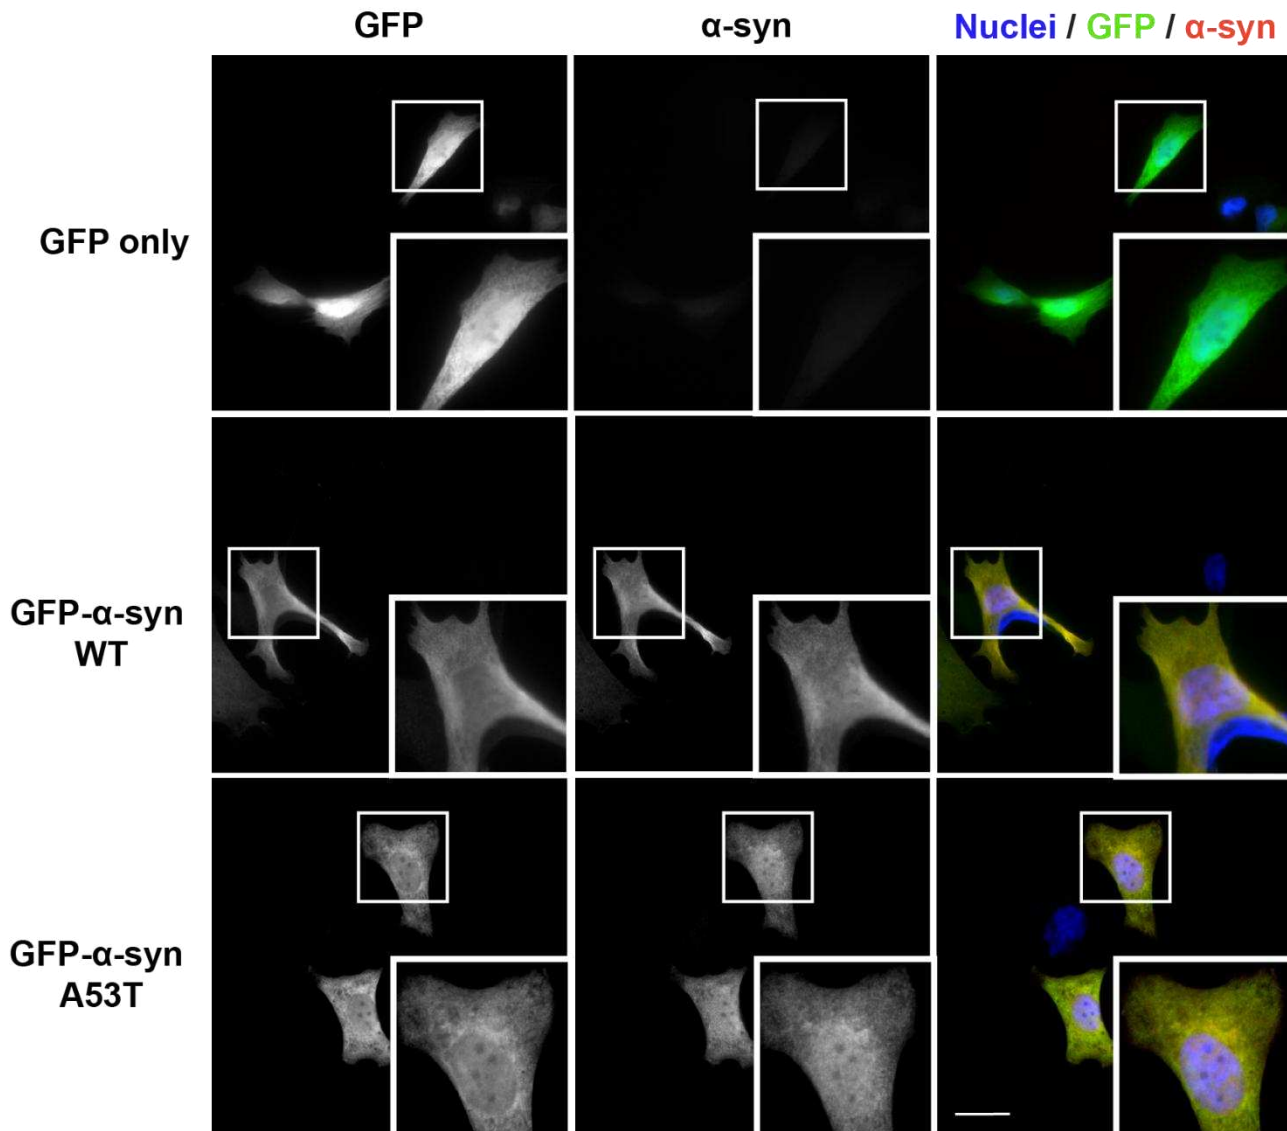 GFP
α-syn
Nuclei / GFP / α-syn
GFP only
GFP-α-syn
WT
GFP-α-syn
A53T